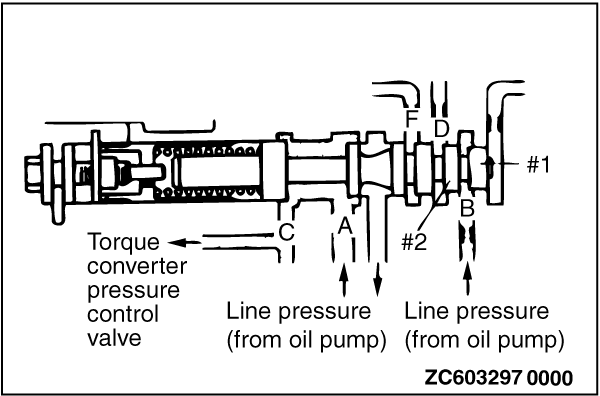 F
D
#1
B
C
A
#2
Torque
converter
pressure
control
valve
Line pressure
(from oil pump)
Line pressure
(from oil pump)
ZC603297 0000